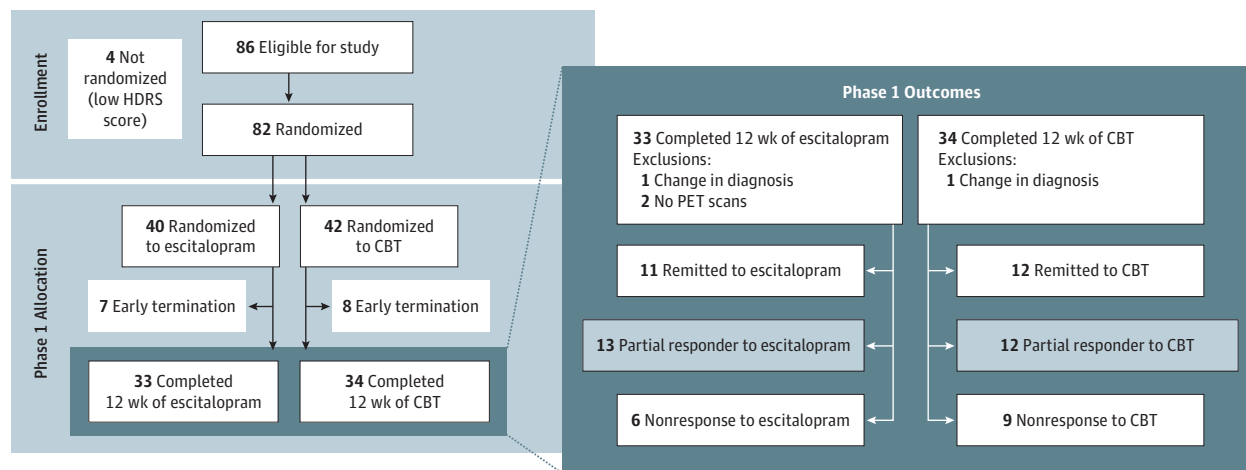 Enrollment
4 Not
randomized
(low HDRS
score)
86 Eligible for study
82 Randomized
Phase 1 Allocation
40 Randomized
to escitalopram
42 Randomized
to CBT
7 Early termination
8 Early termination
33 Completed
12 wk of escitalopram
34 Completed
12 wk of CBT
Phase 1 Outcomes
33 Completed 12 wk of escitalopram
Exclusions:
1 Change in diagnosis
2 No PET scans
34 Completed 12 wk of CBT
Exclusions:
1 Change in diagnosis
11 Remitted to escitalopram
12 Remitted to CBT
13 Partial responder to escitalopram
12 Partial responder to CBT
6 Nonresponse to escitalopram
9 Nonresponse to CBT